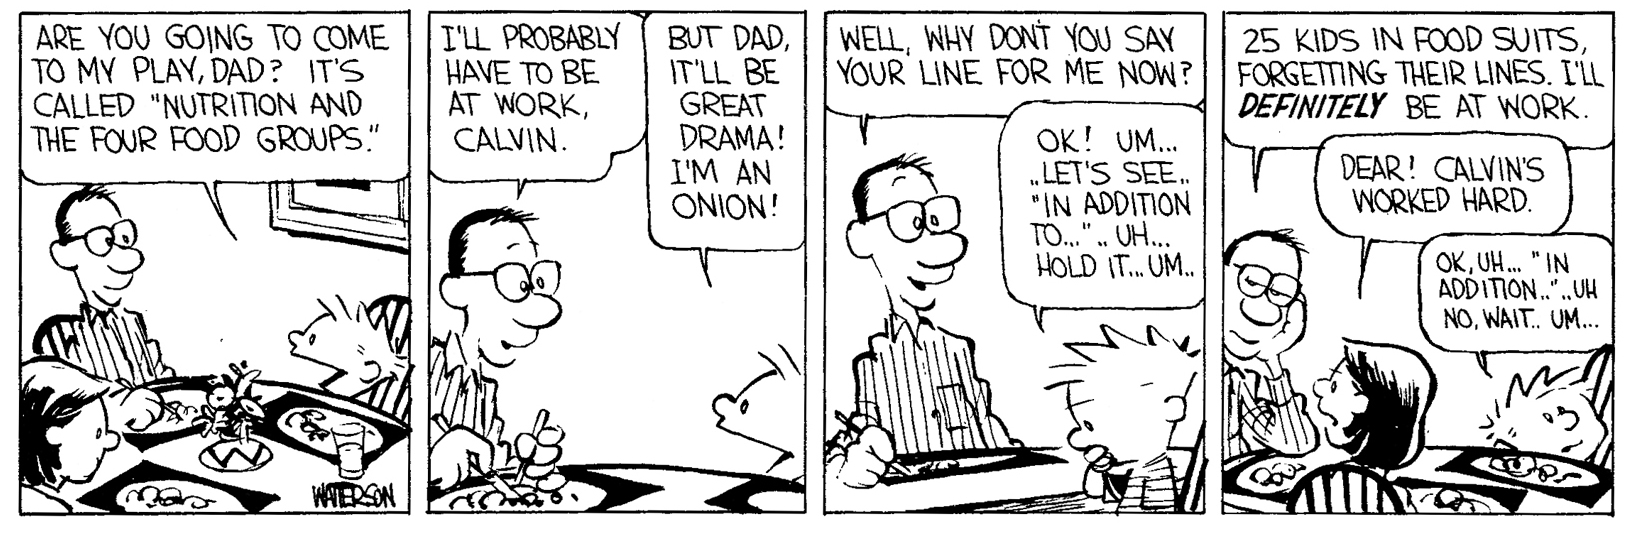 ARE YOU GOING TO COME
TO MY PLAY, DAD? IT'S
CALLED "NUTRITION AND
THE FOUR FOOD GROUPS."
WATTERSON
I'LL PROBABLY
HAVE TO BE
AT WORK,
CALVIN.
BUT DAD,
IT'LL BE
GREAT
DRAMA!
I'M AN
ONION!
WELL, WHY DON'T YOU SAY
YOUR LINE FOR ME NOW?
OK! UM...
..LET'S SEE..
"IN ADDITION
TO...".. UH...
HOLD IT...UM..
25 KIDS IN FOOD SUITS,
FORGETTING THEIR LINES. I'LL
DEFINITELY BE AT WORK.
DEAR! CALVIN'S
WORKED HARD.
OK, UH... "IN
ADDITION.."..UH
NO, WAIT.. UM...